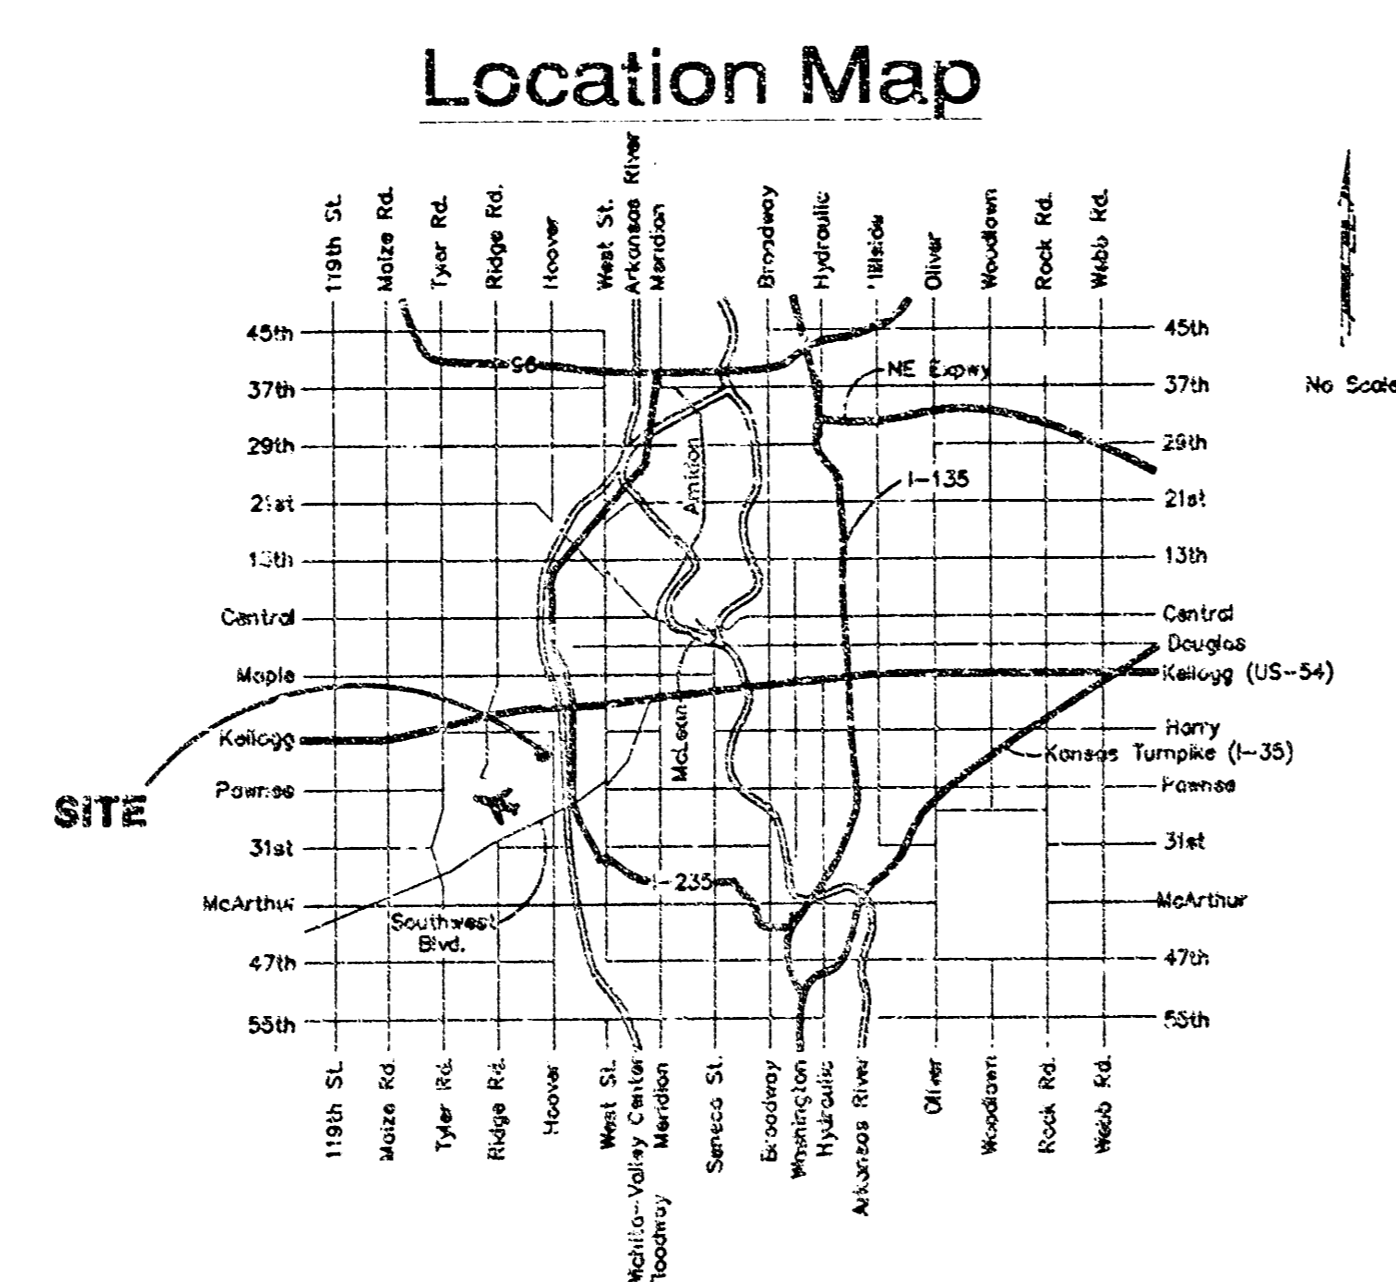 Location Map
119th St.
Maize Rd.
Tyler Rd.
Ridge Rd.
Hoover
West St.
Arkansas River
Meridian
Broadway
Hydraulic
Hillside
Oliver
Woodlawn
Rock Rd.
Webb Rd.
No Scale
45th
37th
29th
21st
13th
Central
Maple
Kellogg
Pawnee
31st
McArthur
47th
55th
45th
37th
29th
21st
13th
Central
Douglas
Kellogg (US-54)
Harry
Kansas Turnpike (I-35)
Pawnee
31st
McArthur
47th
55th
96
NE Expwy
I-135
Amidon
McLean
SITE
I-235
Southwest
Blvd.
119th St.
Maize Rd.
Tyler Rd.
Ridge Rd.
Hoover
West St.
Wichita-Valley Center
Floodway
Meridian
Seneca St.
Broadway
Washington
Hydraulic
Arkansas River
Oliver
Woodlawn
Rock Rd.
Webb Rd.